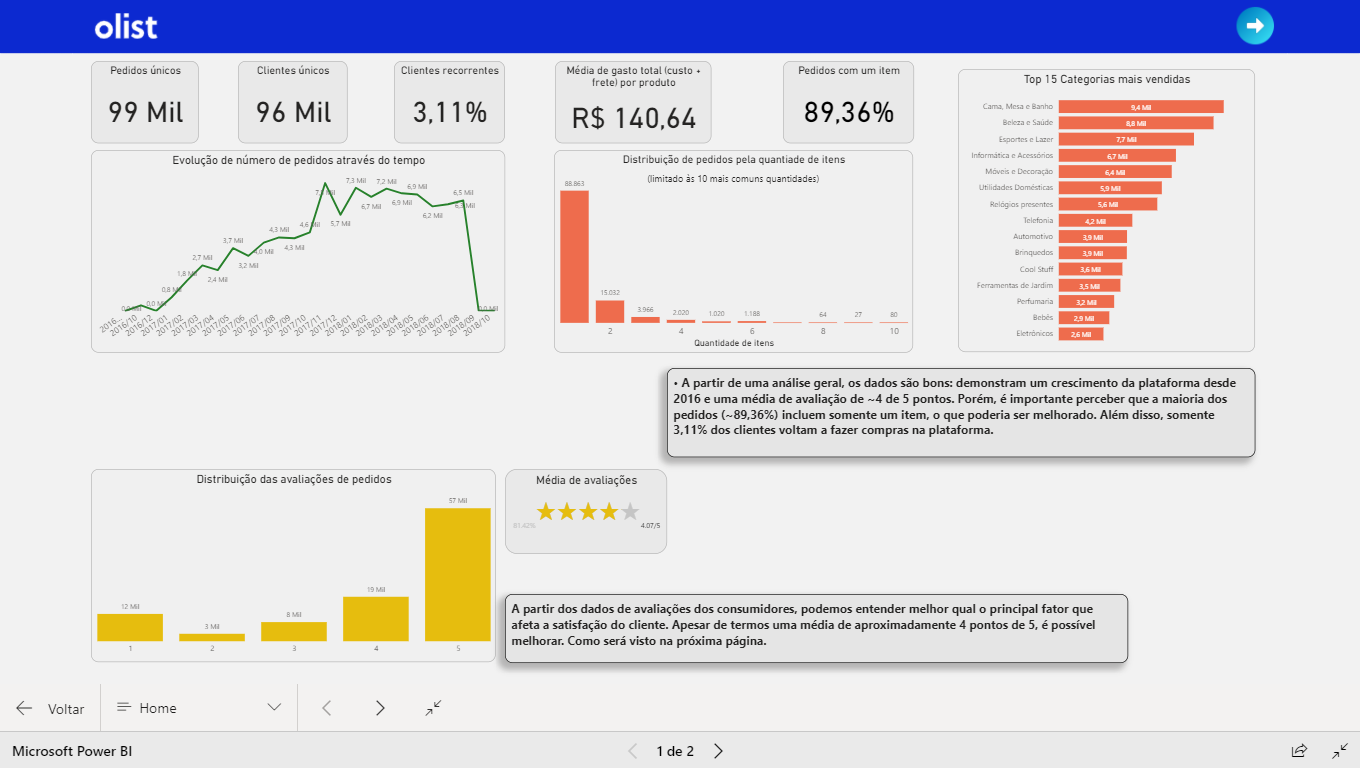 olist
Pedidos únicos
99 Mil
Clientes únicos
96 Mil
Clientes recorrentes
3,11%
Média de gasto total (custo +
frete) por produto
R$ 140,64
Pedidos com um item
89,36%
Top 15 Categorias mais vendidas
Cama, Mesa e Banho 9,4 Mil
Beleza e Saúde 8,8 Mil
Esportes e Lazer 7,7 Mil
Informática e Acessórios 6,7 Mil
Móveis e Decoração 6,4 Mil
Utilidades Domésticas 5,9 Mil
Relógios presentes 5,6 Mil
Telefonia 4,2 Mil
Automotivo 3,9 Mil
Brinquedos 3,9 Mil
Cool Stuff 3,6 Mil
Ferramentas de Jardim 3,5 Mil
Perfumaria 3,2 Mil
Bebês 2,9 Mil
Eletrônicos 2,6 Mil
Evolução de número de pedidos através do tempo
0,0 Mil
0,8 Mil
1,8 Mil
2,7 Mil
2,4 Mil
3,7 Mil
3,2 Mil
4,0 Mil
4,3 Mil
4,3 Mil
4,6 Mil
5,7 Mil
7,3 Mil
6,7 Mil
7,2 Mil
6,9 Mil
6,9 Mil
6,2 Mil
6,5 Mil
0,0 Mil
2016...
2016/10
2016/12
2017/01
2017/02
2017/03
2017/04
2017/05
2017/06
2017/07
2017/08
2017/09
2017/10
2017/11
2017/12
2018/01
2018/02
2018/03
2018/04
2018/05
2018/06
2018/07
2018/08
2018/09
2018/10
Distribuição de pedidos pela quantiade de itens
(limitado às 10 mais comuns quantidades)
88.863
15.032
3.966
2.020
1.020
1.188
64
27
80
2 4 6 8 10
Quantidade de itens
• A partir de uma análise geral, os dados são bons: demonstram um crescimento da plataforma desde
2016 e uma média de avaliação de ~4 de 5 pontos. Porém, é importante perceber que a maioria dos
pedidos (~89,36%) incluem somente um item, o que poderia ser melhorado. Além disso, somente
3,11% dos clientes voltam a fazer compras na plataforma.
Distribuição das avaliações de pedidos
12 Mil
3 Mil
8 Mil
19 Mil
57 Mil
1 2 3 4 5
Média de avaliações
81.42% 4.07/5
A partir dos dados de avaliações dos consumidores, podemos entender melhor qual o principal fator que
afeta a satisfação do cliente. Apesar de termos uma média de aproximadamente 4 pontos de 5, é possível
melhorar. Como será visto na próxima página.
Voltar
Home
Microsoft Power BI
1 de 2